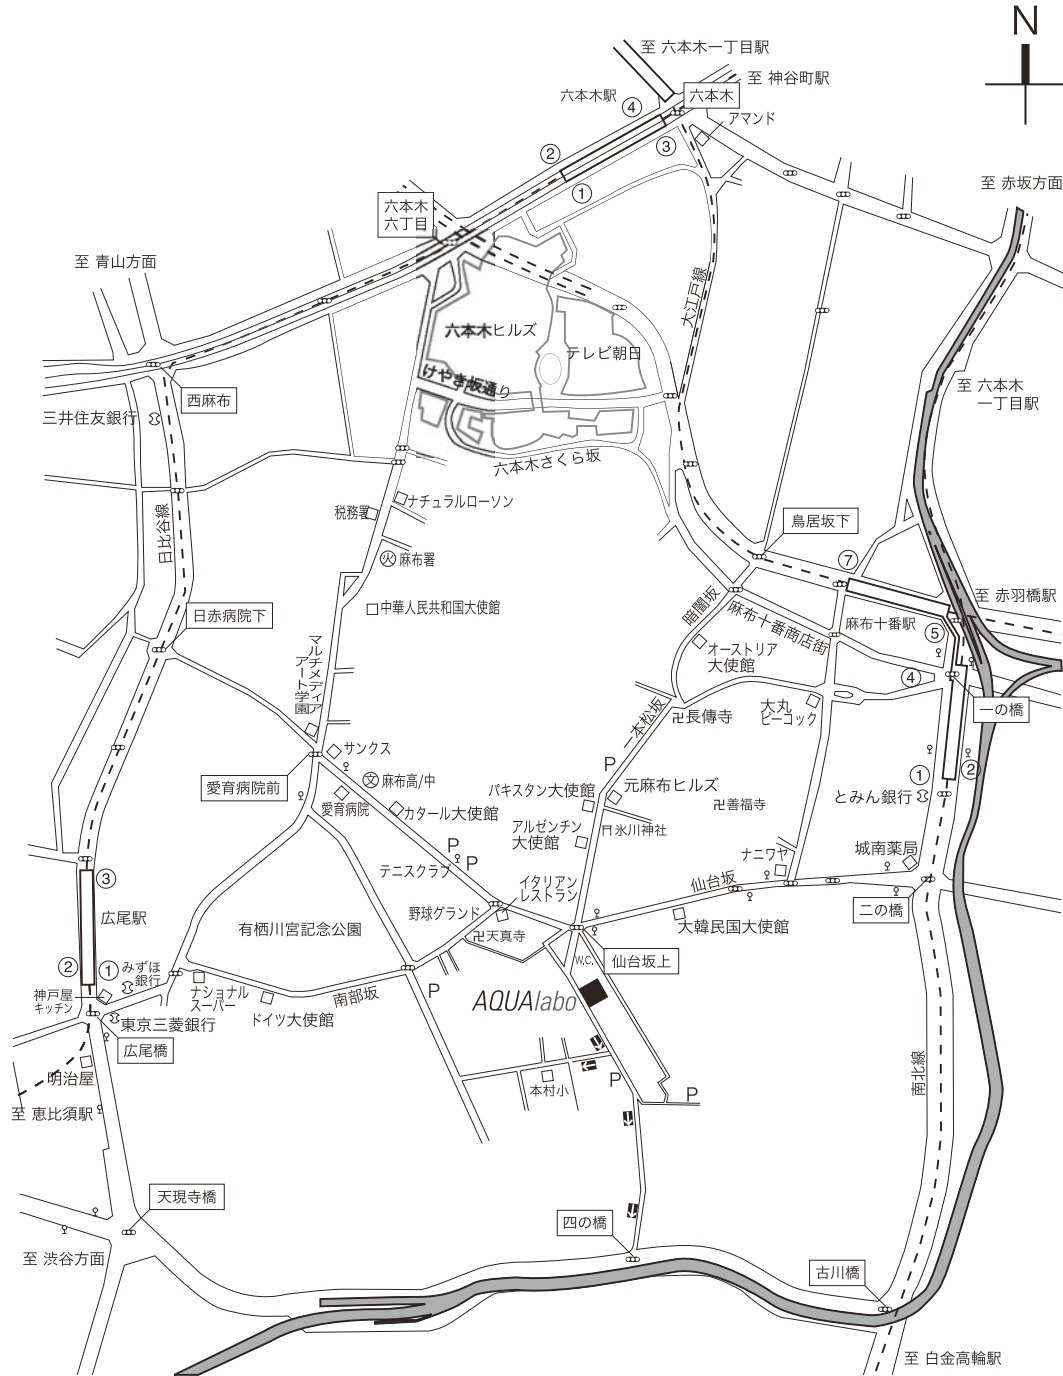 N
至 六本木一丁目駅
至 神谷町駅
六本木駅
④
六本木
アマンド
②
③
①
至 赤坂方面
六本木
六丁目
至 青山方面
大江戸線
六本木ヒルズ
テレビ朝日
けやき坂通り
至 六本木
一丁目駅
西麻布
三井住友銀行
六本木さくら坂
ナチュラルローソン
税務署
日比谷線
鳥居坂下
⑦
火 麻布署
至 赤羽橋駅
中華人民共和国大使館
暗闇坂
麻布十番商店街
麻布十番駅
⑤
日赤病院下
マルチメディア
アート学園
オーストリア
大使館
④
一本松坂
卍長傳寺
大丸
ピーコック
一の橋
サンクス
愛育病院前
文 麻布高/中
P
元麻布ヒルズ
①
②
パキスタン大使館
卍善福寺
とみん銀行
愛育病院
カタール大使館
アルゼンチン
大使館
氷川神社
P
P
ナニワヤ
城南薬局
テニスクラブ
③
イタリアン
レストラン
仙台坂
広尾駅
野球グランド
二の橋
有栖川宮記念公園
卍天真寺
大韓民国大使館
W.C.
仙台坂上
②
①
みずほ
銀行
神戸屋
キッチン
ナショナル
スーパー
南部坂
P
AQUAlabo
ドイツ大使館
東京三菱銀行
広尾橋
明治屋
南北線
本村小
P
P
至 恵比須駅
天現寺橋
四の橋
至 渋谷方面
古川橋
至 白金高輪駅